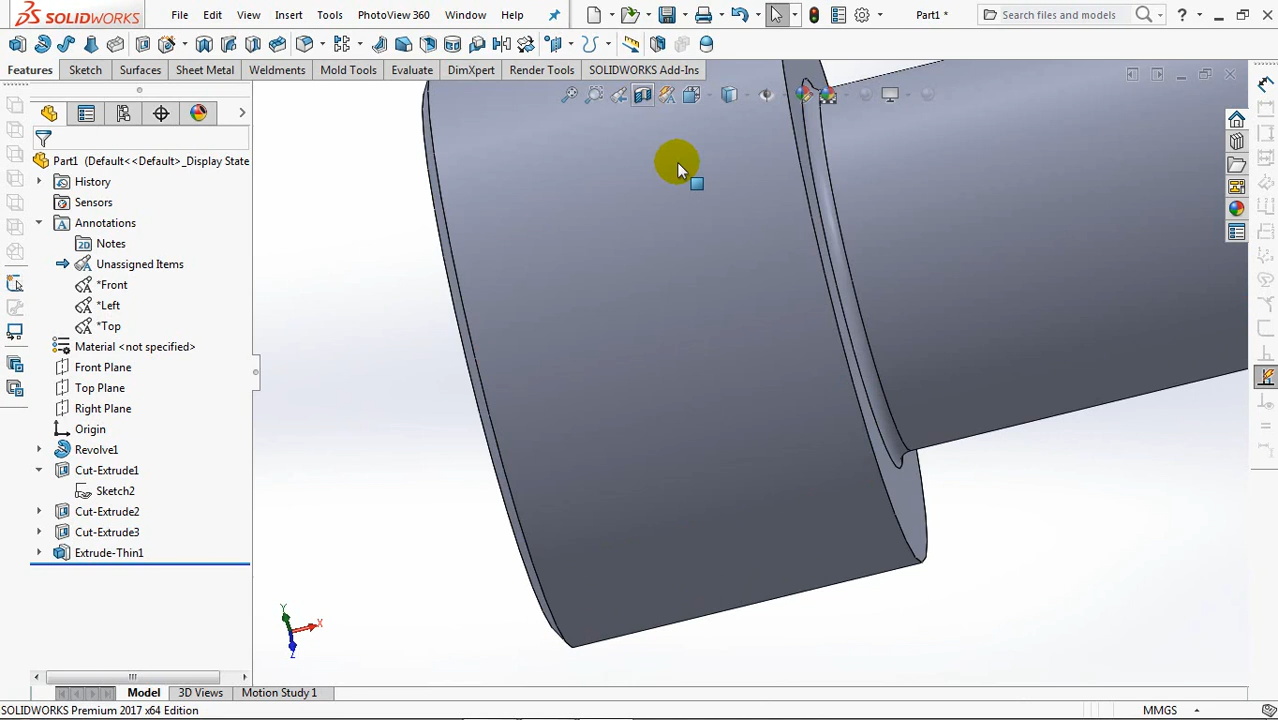 SOLIDWORKS
File Edit View Insert Tools PhotoView 360 Window Help
Part1 *
Search files and models
?
Features Sketch Surfaces Sheet Metal Weldments Mold Tools Evaluate DimXpert Render Tools SOLIDWORKS Add-Ins
Part1 (Default<<Default>_Display State
History
Sensors
Annotations
Notes
Unassigned Items
*Front
*Left
*Top
Material <not specified>
Front Plane
Top Plane
Right Plane
Origin
Revolve1
Cut-Extrude1
Sketch2
Cut-Extrude2
Cut-Extrude3
Extrude-Thin1
Y
X
Z
Model 3D Views Motion Study 1
SOLIDWORKS Premium 2017 x64 Edition
MMGS